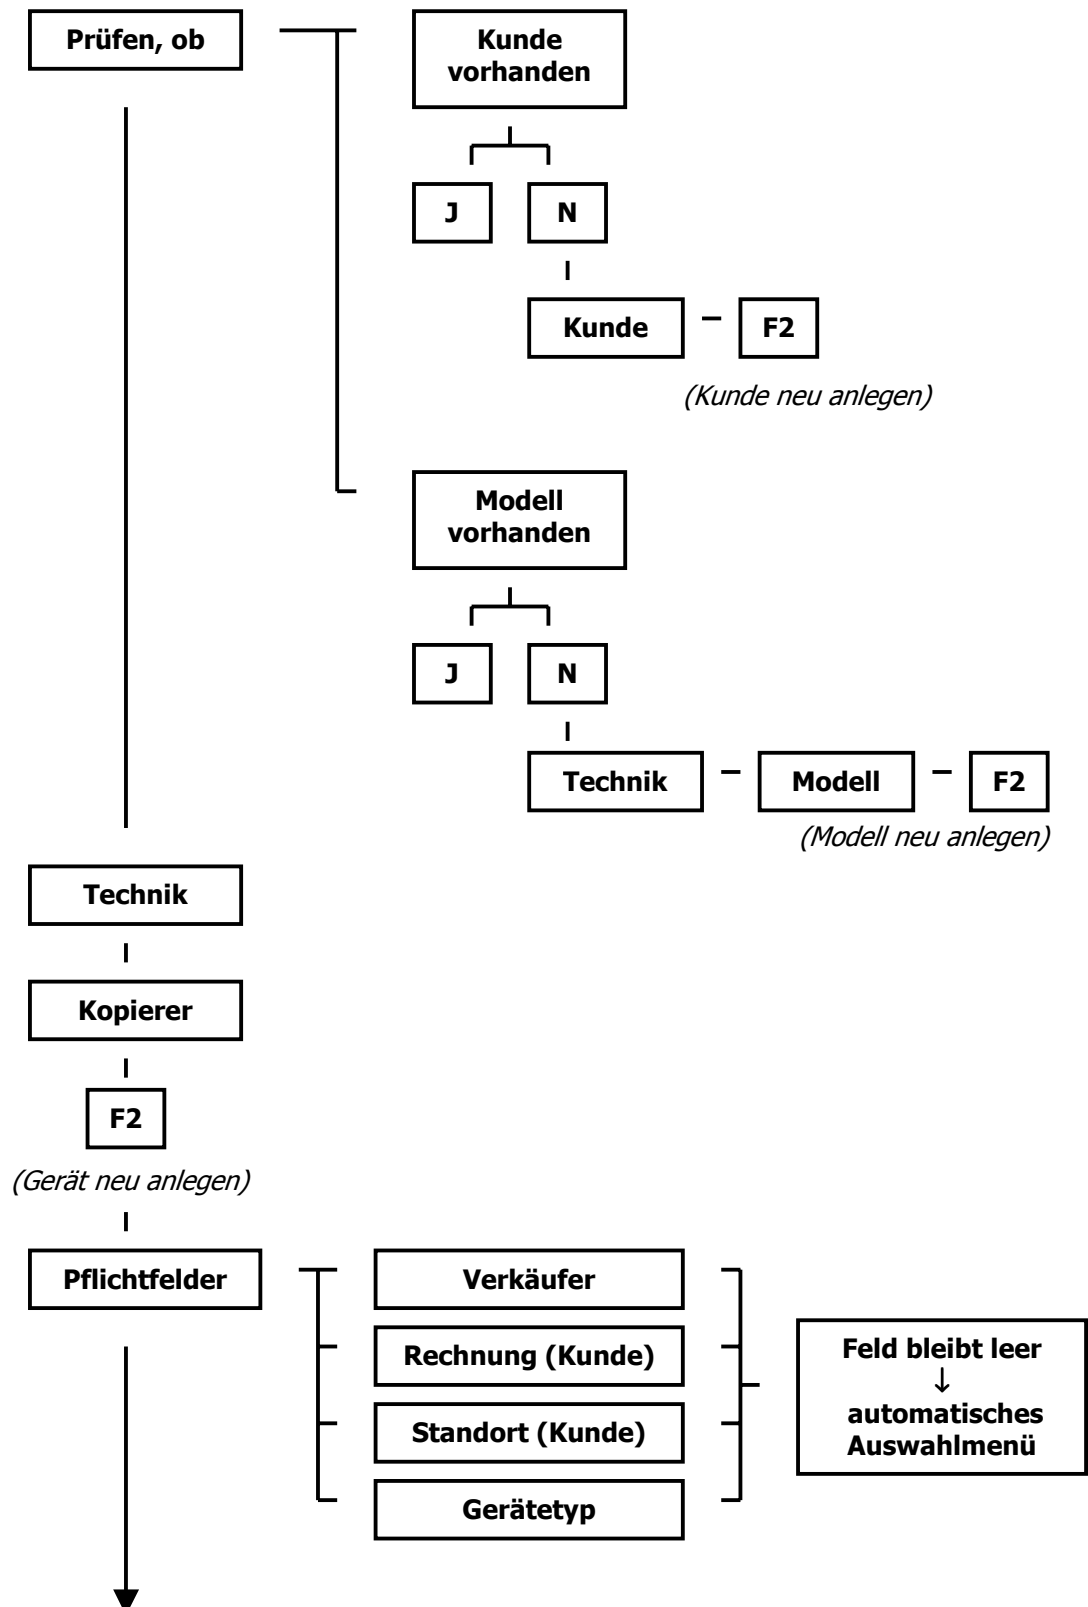 Prüfen, ob
Kunde
vorhanden
J
N
Kunde
F2
(Kunde neu anlegen)
Modell
vorhanden
J
N
Technik
Modell
F2
(Modell neu anlegen)
Technik
Kopierer
F2
(Gerät neu anlegen)
Pflichtfelder
Verkäufer
Rechnung (Kunde)
Standort (Kunde)
Gerätetyp
Feld bleibt leer
↓
automatisches
Auswahlmenü